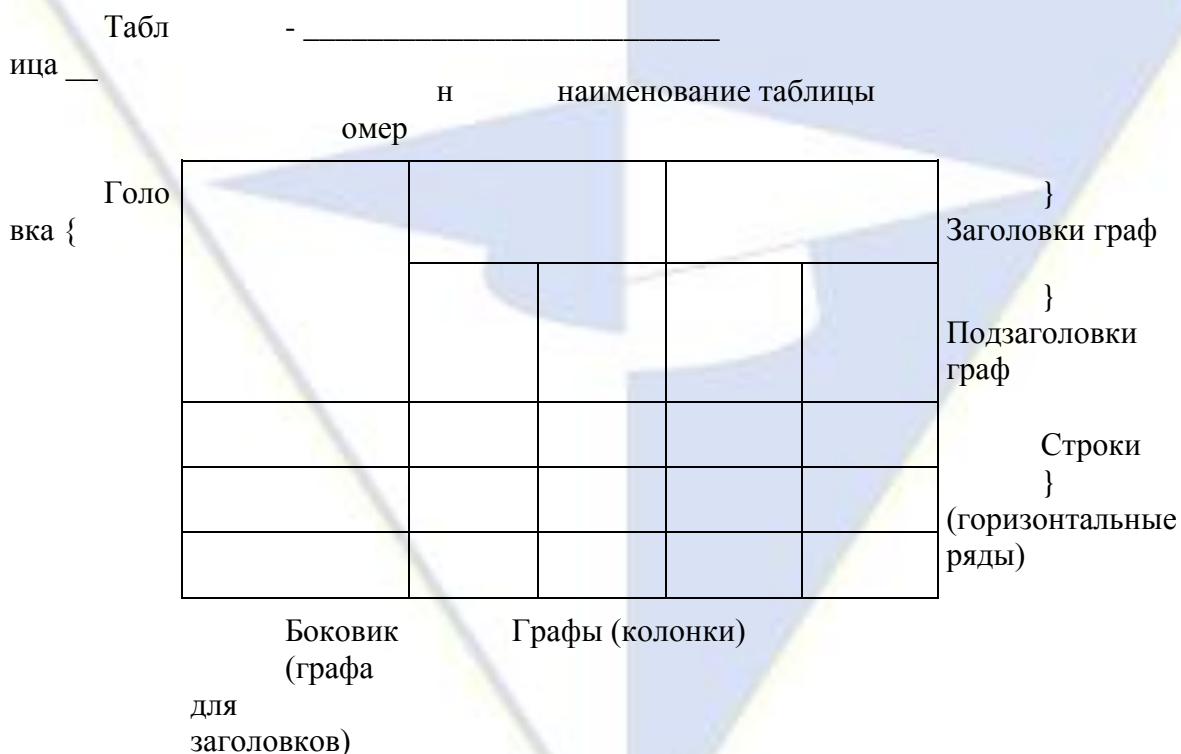 Табл - __________________________
ица __
н наименование таблицы
омер
Голо }
вка { Заголовки граф
}
Подзаголовки
граф
Строки
}
(горизонтальные
ряды)
Боковик Графы (колонки)
(графа
для
заголовков)